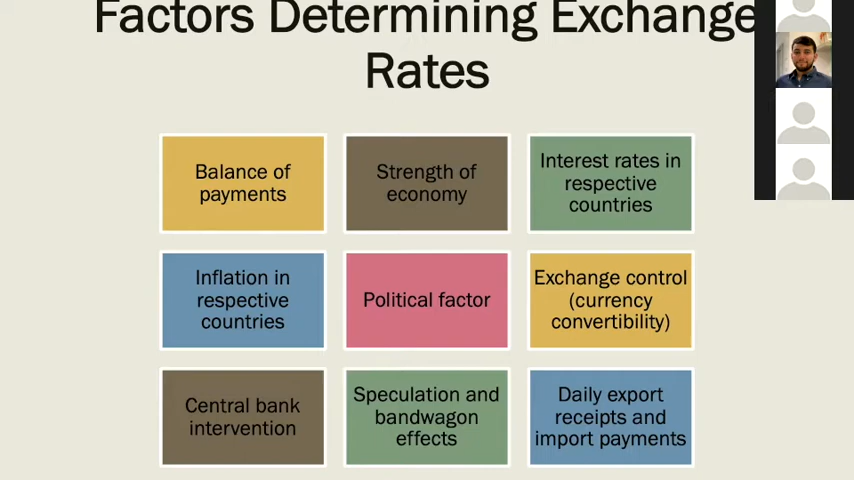 Factors Determining Exchange
Rates
Balance of
payments
Strength of
economy
Interest rates in
respective
countries
Inflation in
respective
countries
Political factor
Exchange control
(currency
convertibility)
Central bank
intervention
Speculation and
bandwagon
effects
Daily export
receipts and
import payments